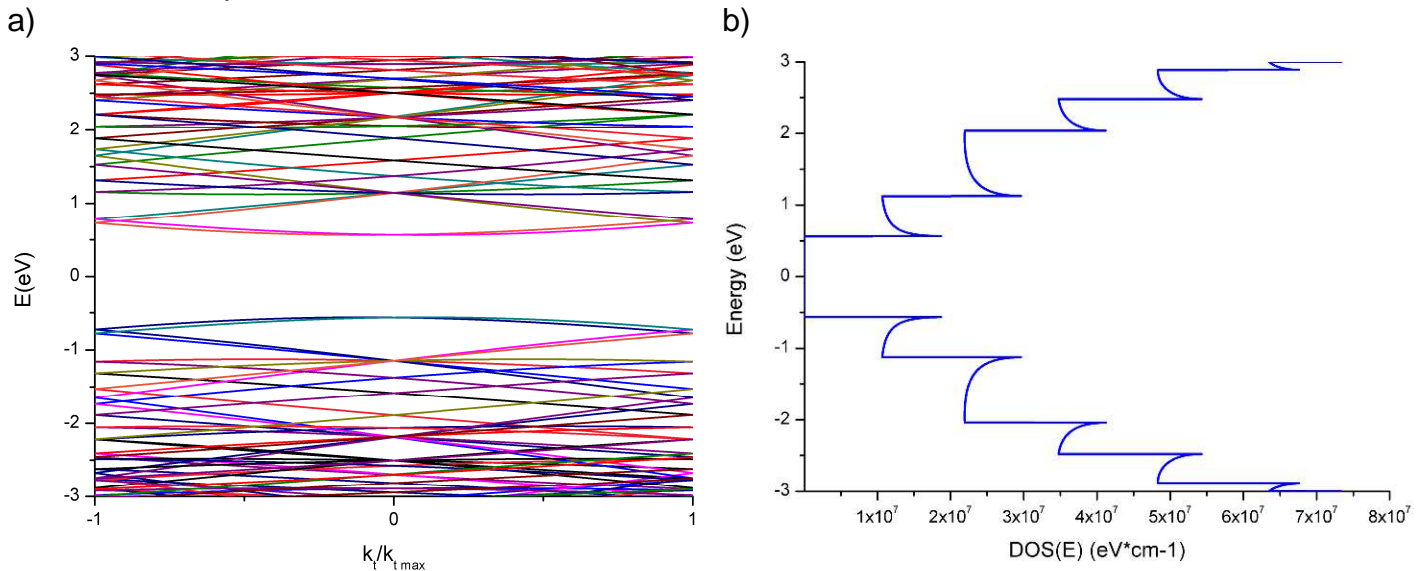 a)
3
2
1
0
-1
-2
-3
E(eV)
-1
0
1
k_t/k_t max
b)
3
2
1
0
-1
-2
-3
Energy (eV)
1x10^7
2x10^7
3x10^7
4x10^7
5x10^7
6x10^7
7x10^7
8x10^7
DOS(E) (eV*cm-1)